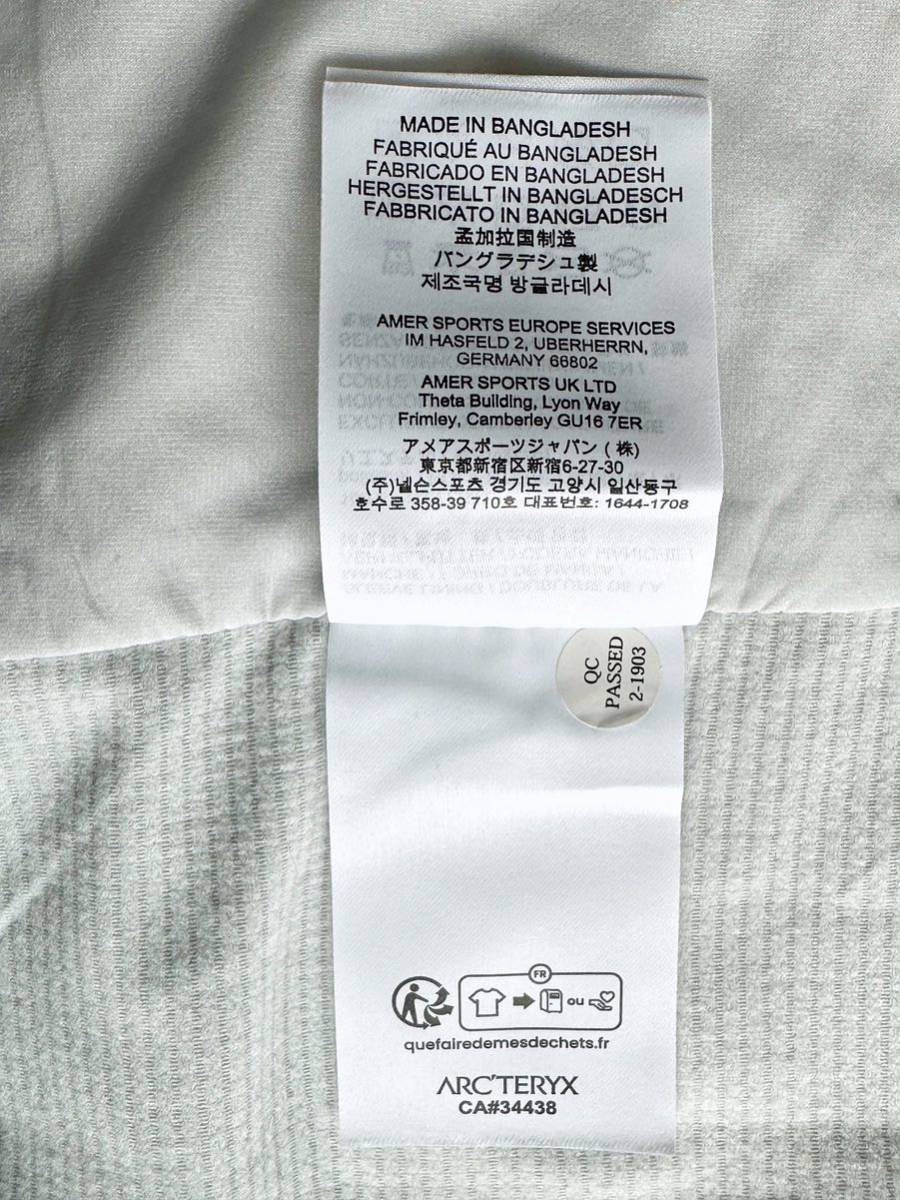 MADE IN BANGLADESH
FABRIQUÉ AU BANGLADESH
FABRICADO EN BANGLADESH
HERGESTELLT IN BANGLADESCH
FABBRICATO IN BANGLADESH
孟加拉国制造
バングラデシュ製
제조국명 방글라데시
AMER SPORTS EUROPE SERVICES
IM HASFELD 2, UBERHERRN,
GERMANY 66802
AMER SPORTS UK LTD
Theta Building, Lyon Way
Frimley, Camberley GU16 7ER
アメアスポーツジャパン (株)
東京都新宿区新宿6-27-30
(주)넬슨스포츠 경기도 고양시 일산동구
호수로 358-39 710호 대표번호: 1644-1708
QC
PASSED
2-1903
FR
ou
quefairedemesdechets.fr
ARC'TERYX
CA#34438